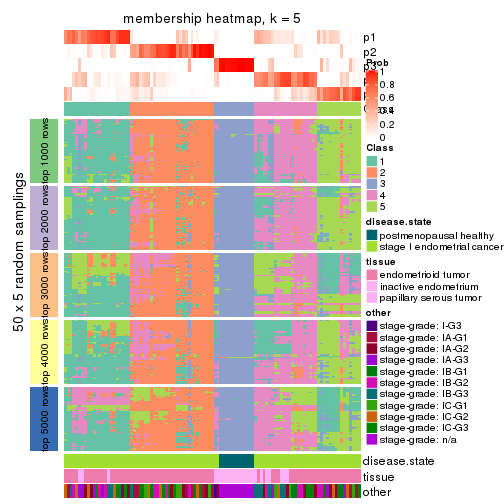 membership heatmap, k = 5
p1
p2
p3
Prob
1
0.8
0.6
0.4
0.2
0
Class
1
2
3
4
5
disease.state
postmenopausal healthy
stage I endometrial cancer
tissue
endometrioid tumor
inactive endometrium
papillary serous tumor
other
stage-grade: I-G3
stage-grade: IA-G1
stage-grade: IA-G2
stage-grade: IA-G3
stage-grade: IB-G1
stage-grade: IB-G2
stage-grade: IB-G3
stage-grade: IC-G1
stage-grade: IC-G2
stage-grade: IC-G3
stage-grade: n/a
50 x 5 random samplings
top 1000 rows
top 2000 rows
top 3000 rows
top 4000 rows
top 5000 rows
disease.state
tissue
other